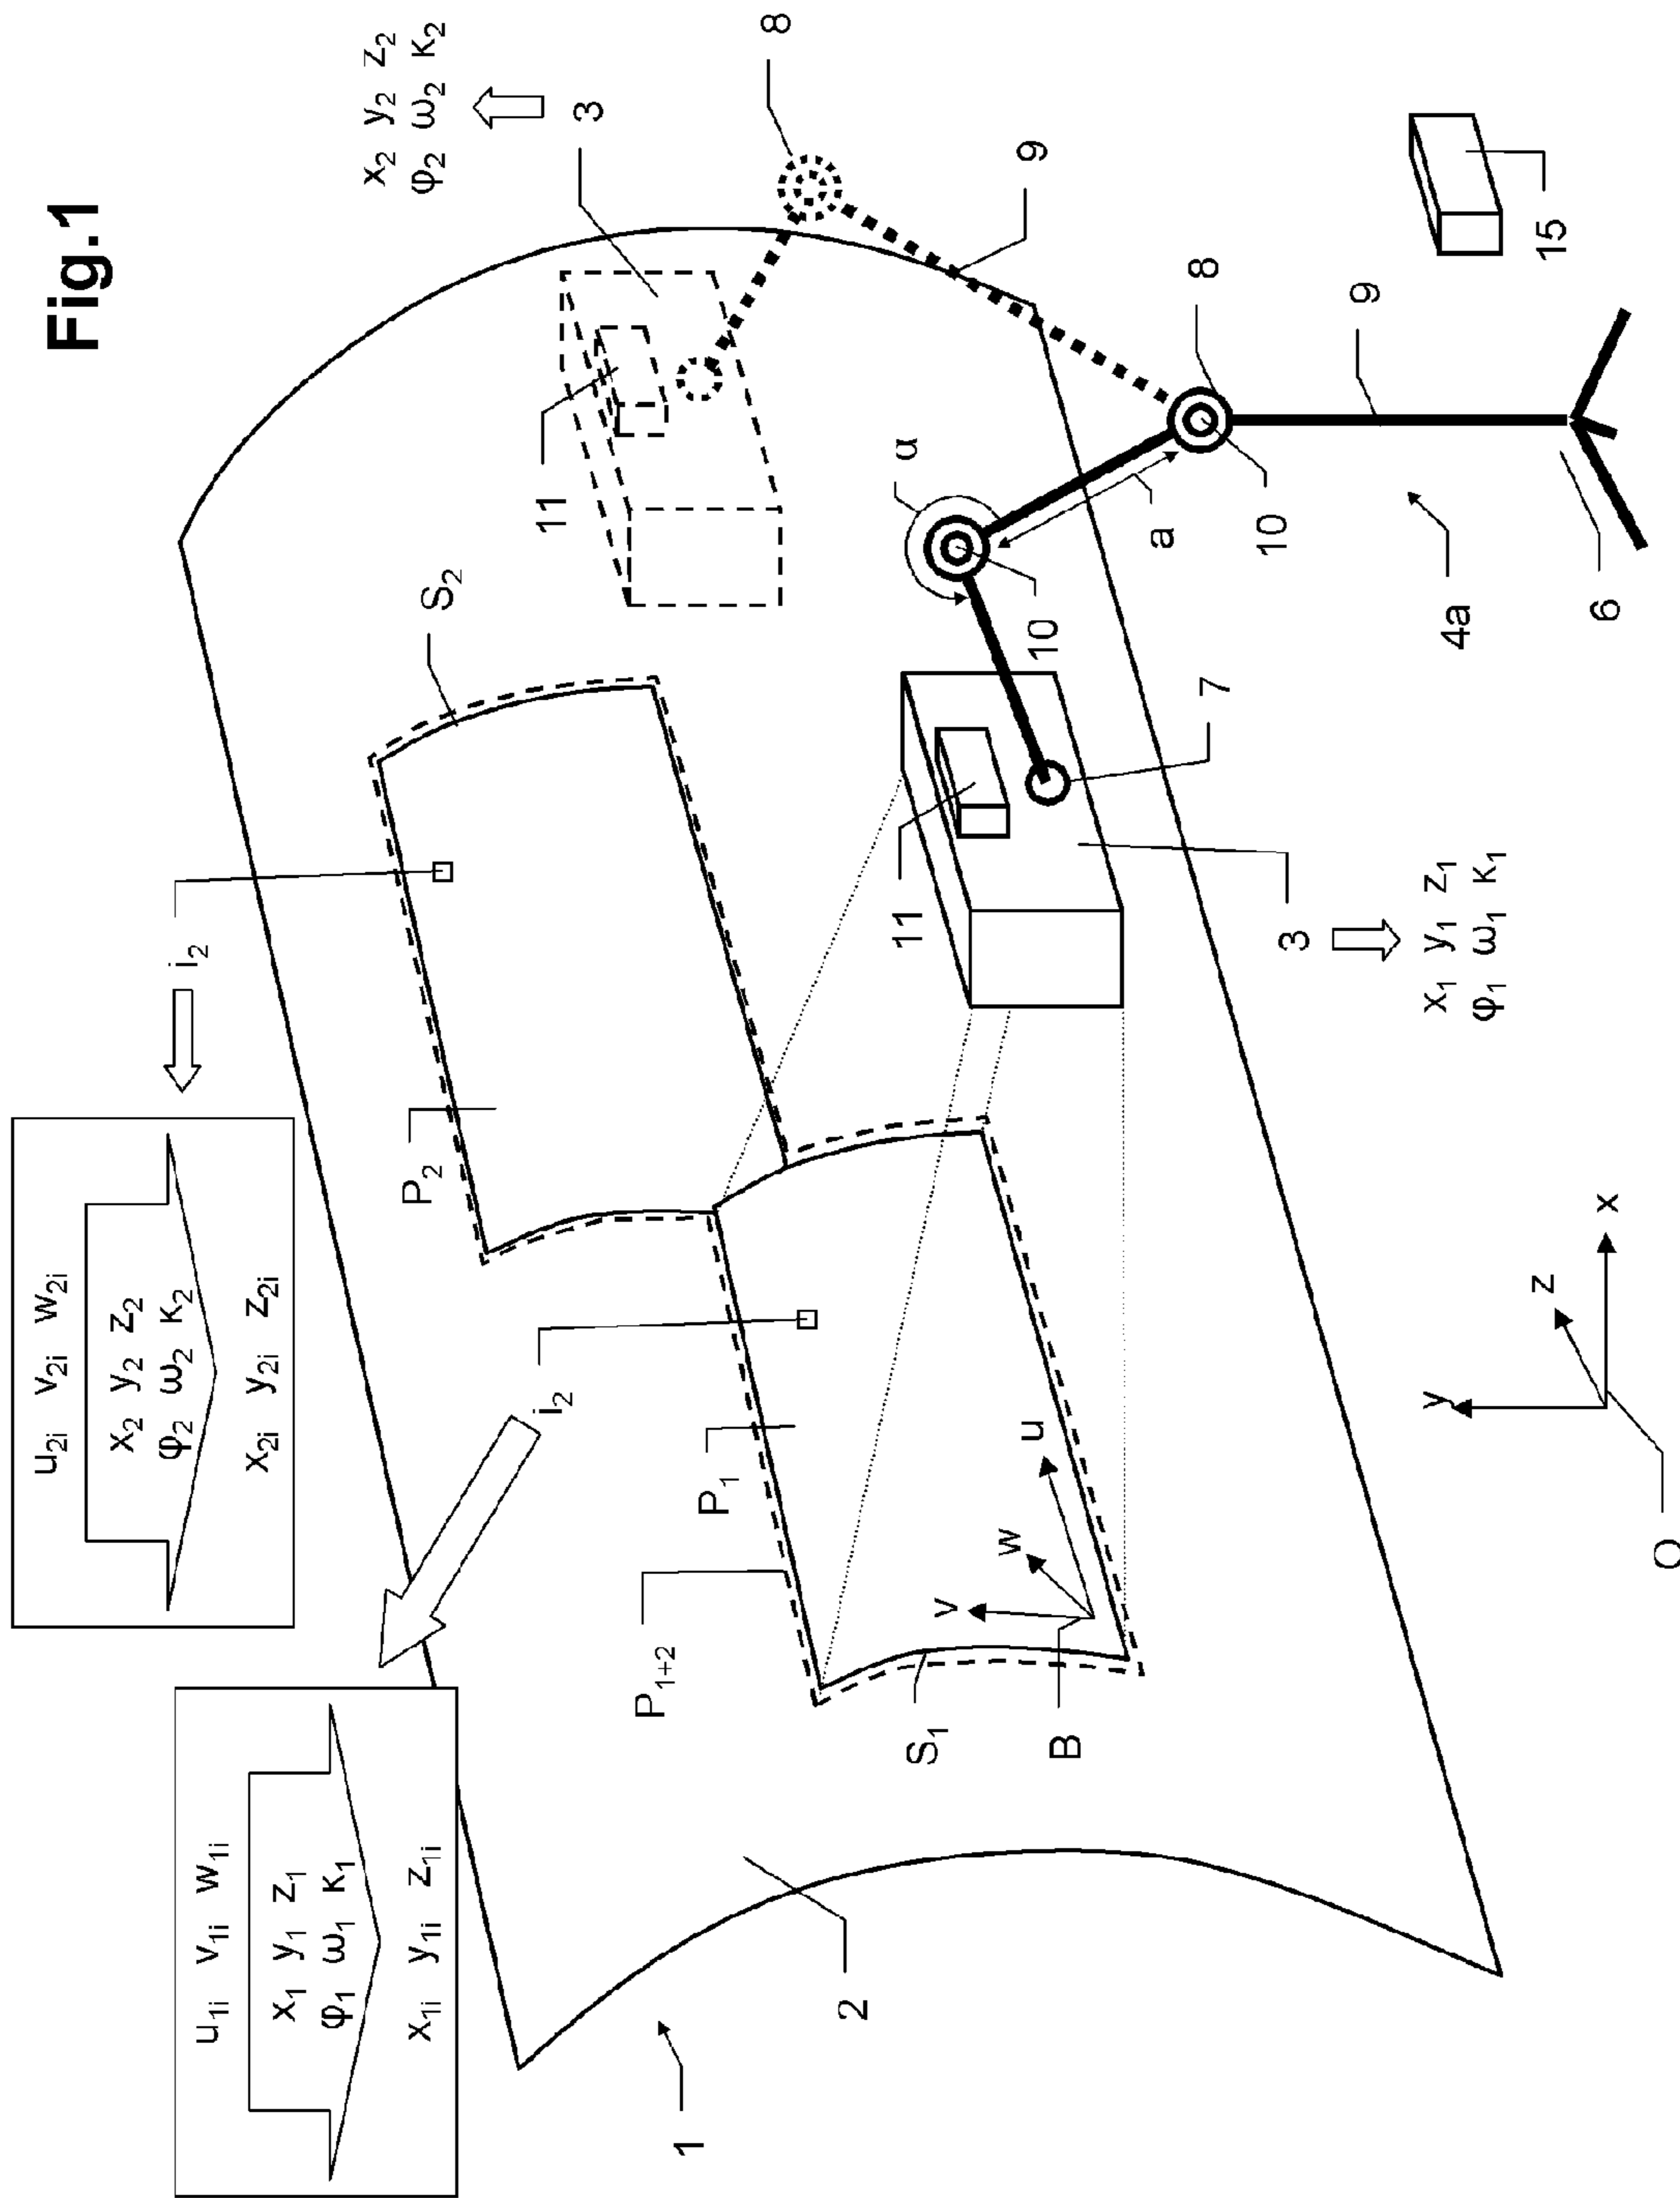 Fig.1
u₂ᵢ v₂ᵢ w₂ᵢ
x₂ y₂ z₂
φ₂ ω₂ κ₂
x₂ᵢ y₂ᵢ z₂ᵢ
u₁ᵢ v₁ᵢ w₁ᵢ
x₁ y₁ z₁
φ₁ ω₁ κ₁
x₁ᵢ y₁ᵢ z₁ᵢ
i₂
i₂
x₂ y₂ z₂
φ₂ ω₂ κ₂
3
8
S₂
11
P₂
P₁
P₁₊₂
9
α
a
8
10
10
9
15
7
11
3
x₁ y₁ z₁
φ₁ ω₁ κ₁
4a
6
u
w
v
S₁
B
2
1
y
z
x
O